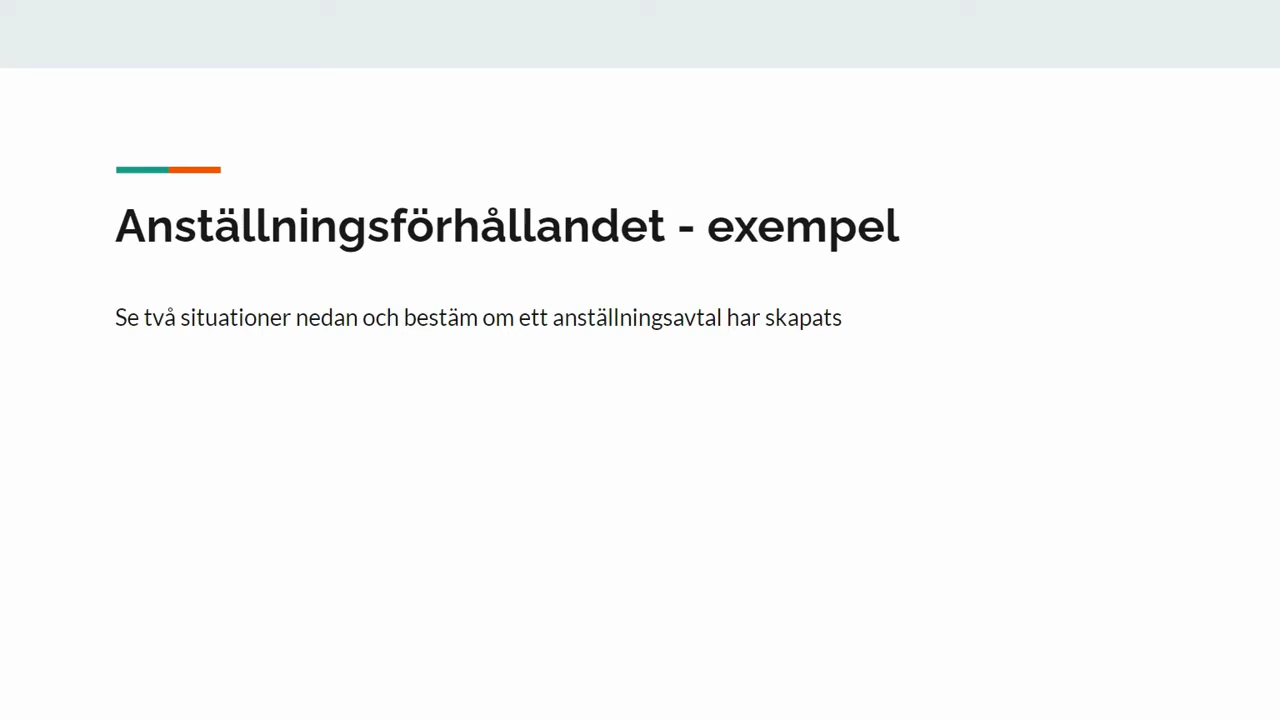 Anställningsförhållandet - exempel
Se två situationer nedan och bestäm om ett anställningsavtal har skapats